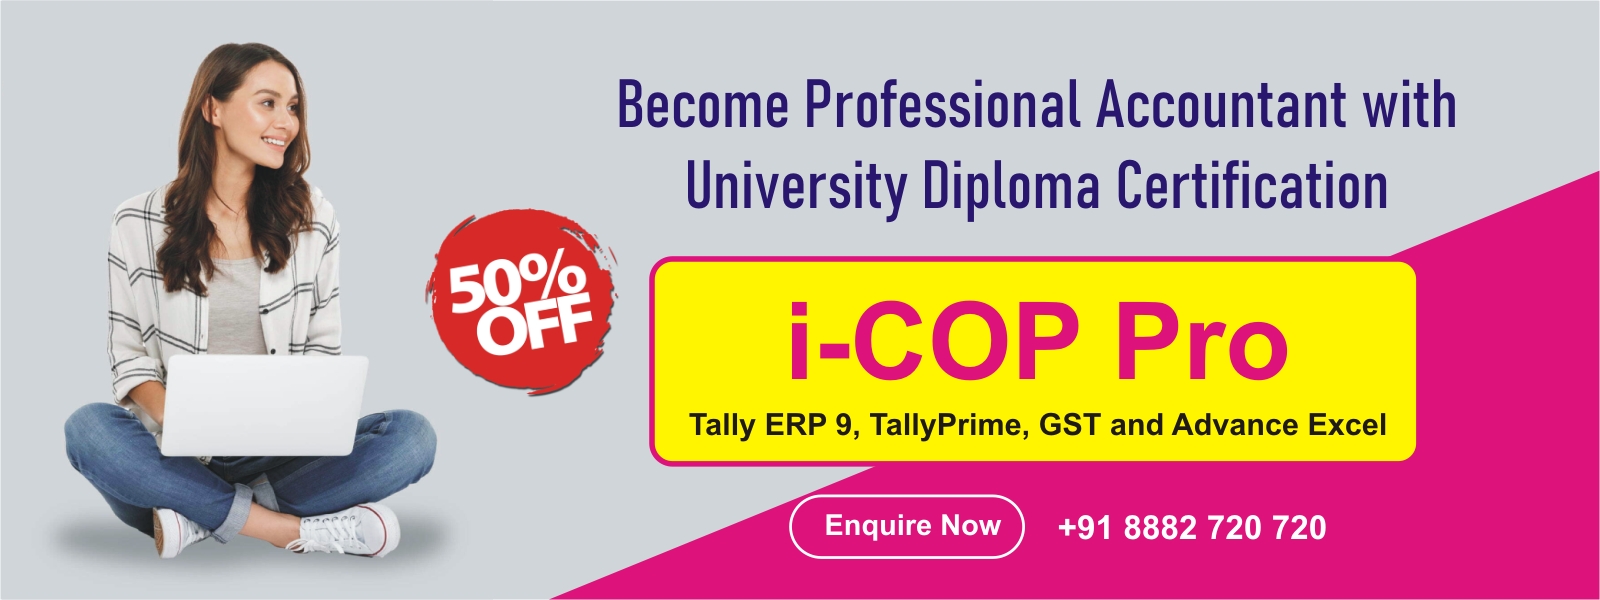 Become Professional Accountant with
University Diploma Certification
50%
OFF
i-COP Pro
Tally ERP 9, TallyPrime, GST and Advance Excel
Enquire Now
+91 8882 720 720